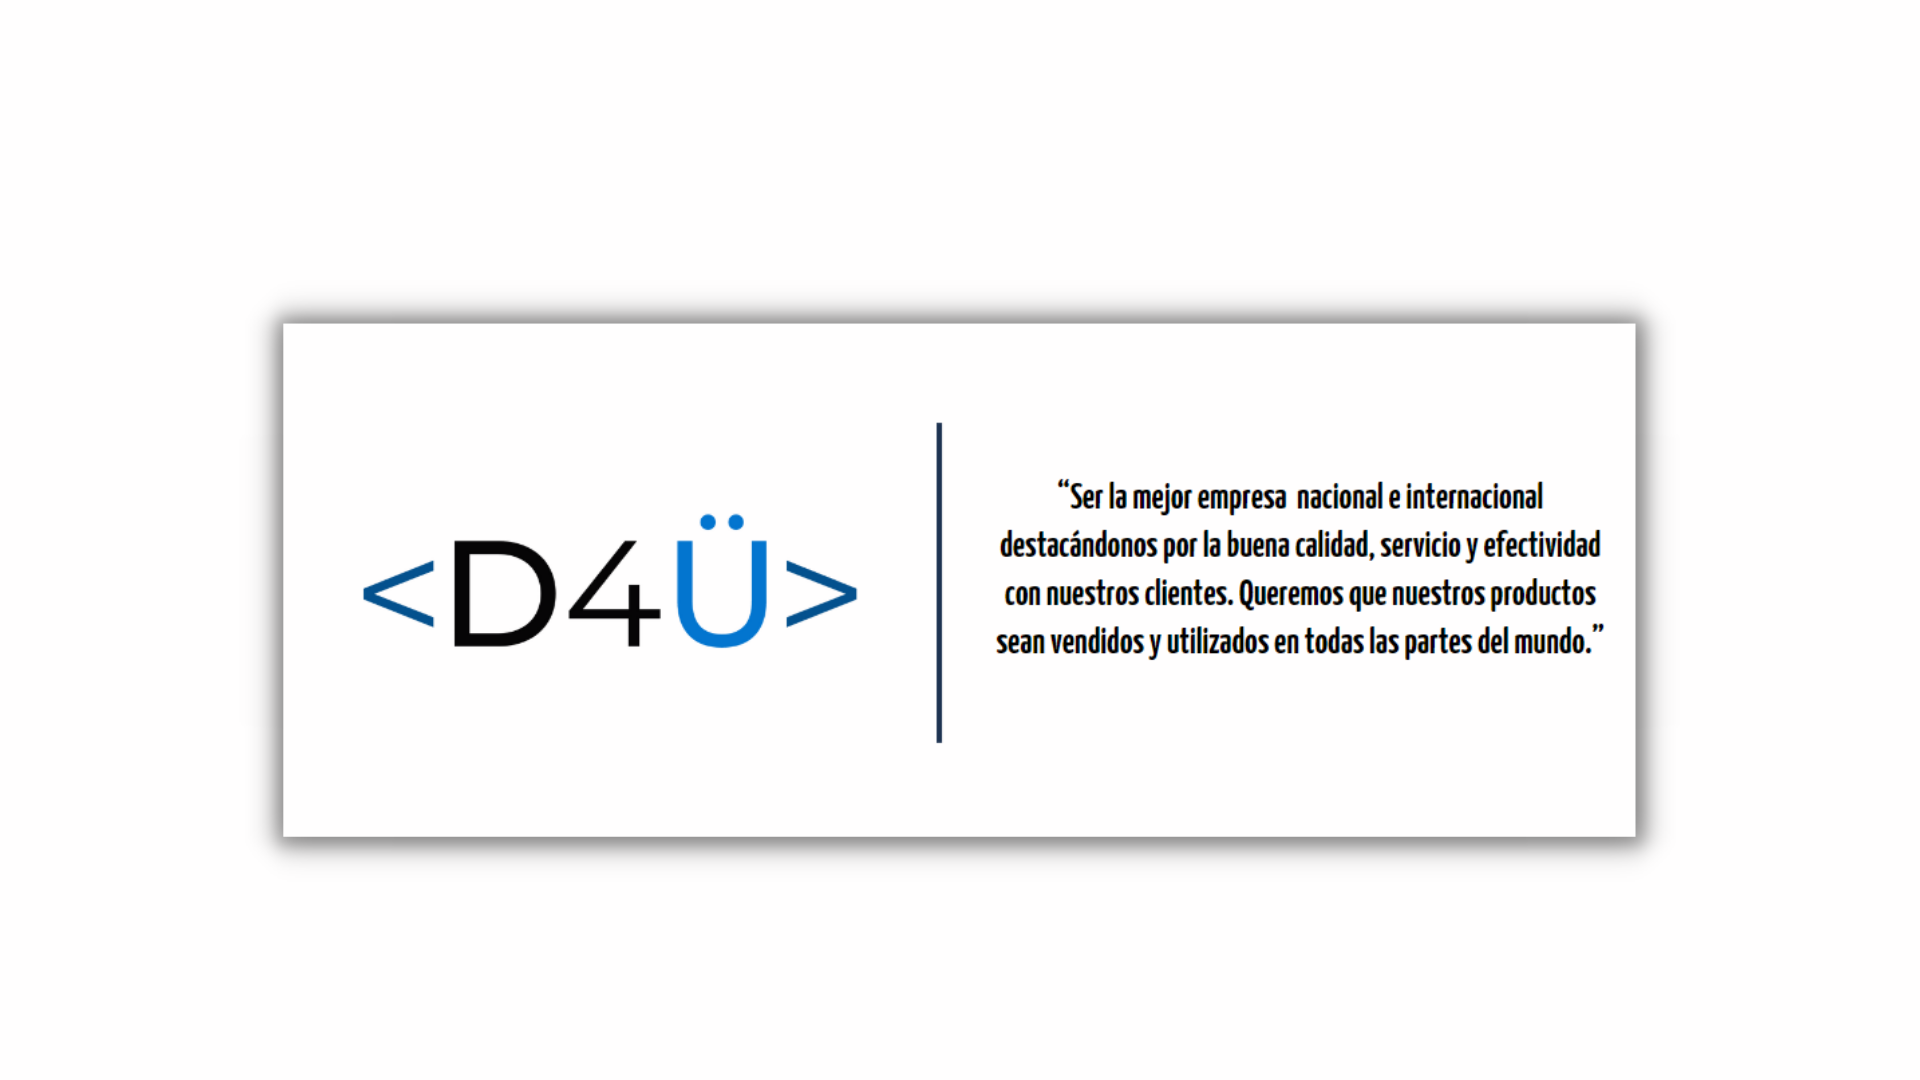 <D4Ü>
“Ser la mejor empresa  nacional e internacional
destacándonos por la buena calidad, servicio y efectividad
con nuestros clientes. Queremos que nuestros productos
sean vendidos y utilizados en todas las partes del mundo.”